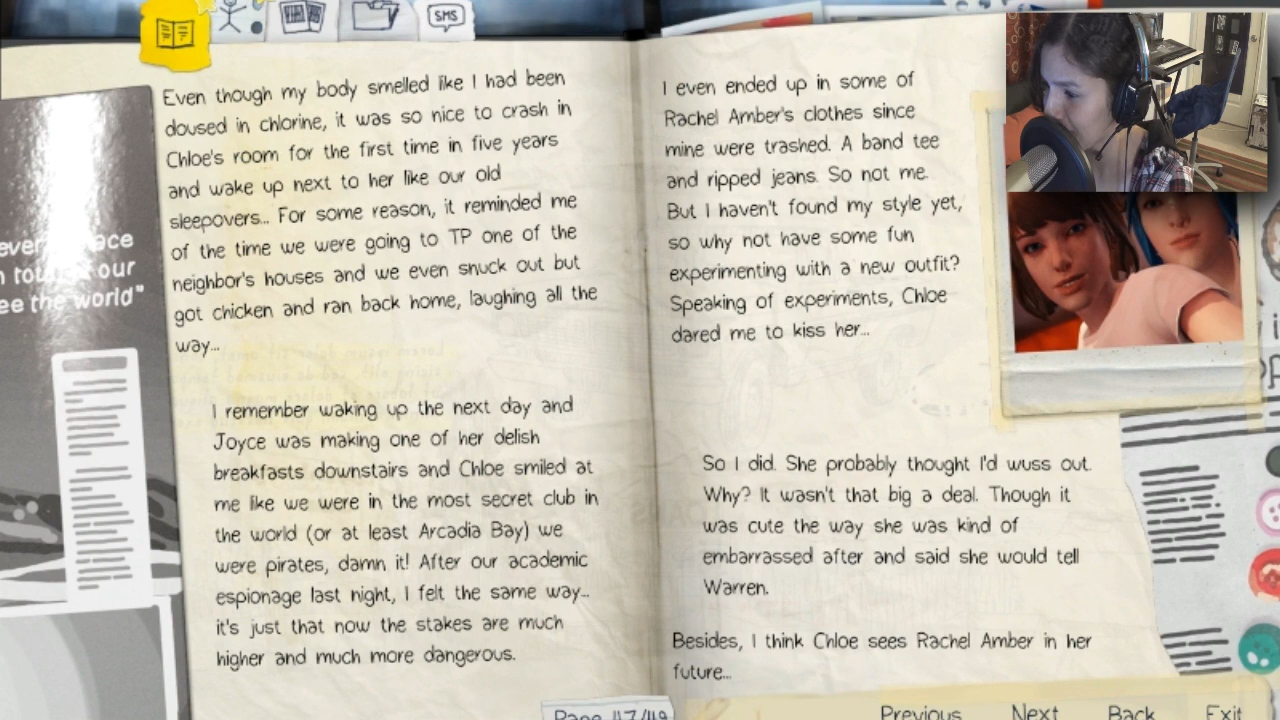 SMS
Even though my body smelled like I had been
doused in chlorine, it was so nice to crash in
Chloe's room for the first time in five years
and wake up next to her like our old
sleepovers... For some reason, it reminded me
of the time we were going to TP one of the
neighbor's houses and we even snuck out but
got chicken and ran back home, laughing all the
way...
I remember waking up the next day and
Joyce was making one of her delish
breakfasts downstairs and Chloe smiled at
me like we were in the most secret club in
the world (or at least Arcadia Bay) we
were pirates, damn it! After our academic
espionage last night, I felt the same way...
it's just that now the stakes are much
higher and much more dangerous.
I even ended up in some of
Rachel Amber's clothes since
mine were trashed. A band tee
and ripped jeans. So not me.
But I haven't found my style yet,
so why not have some fun
experimenting with a new outfit?
Speaking of experiments, Chloe
dared me to kiss her...
So I did. She probably thought I'd wuss out.
Why? It wasn't that big a deal. Though it
was cute the way she was kind of
embarrassed after and said she would tell
Warren.
Besides, I think Chloe sees Rachel Amber in her
future...
our
ee the world"
Page 47/49
Previous Next Back Exit